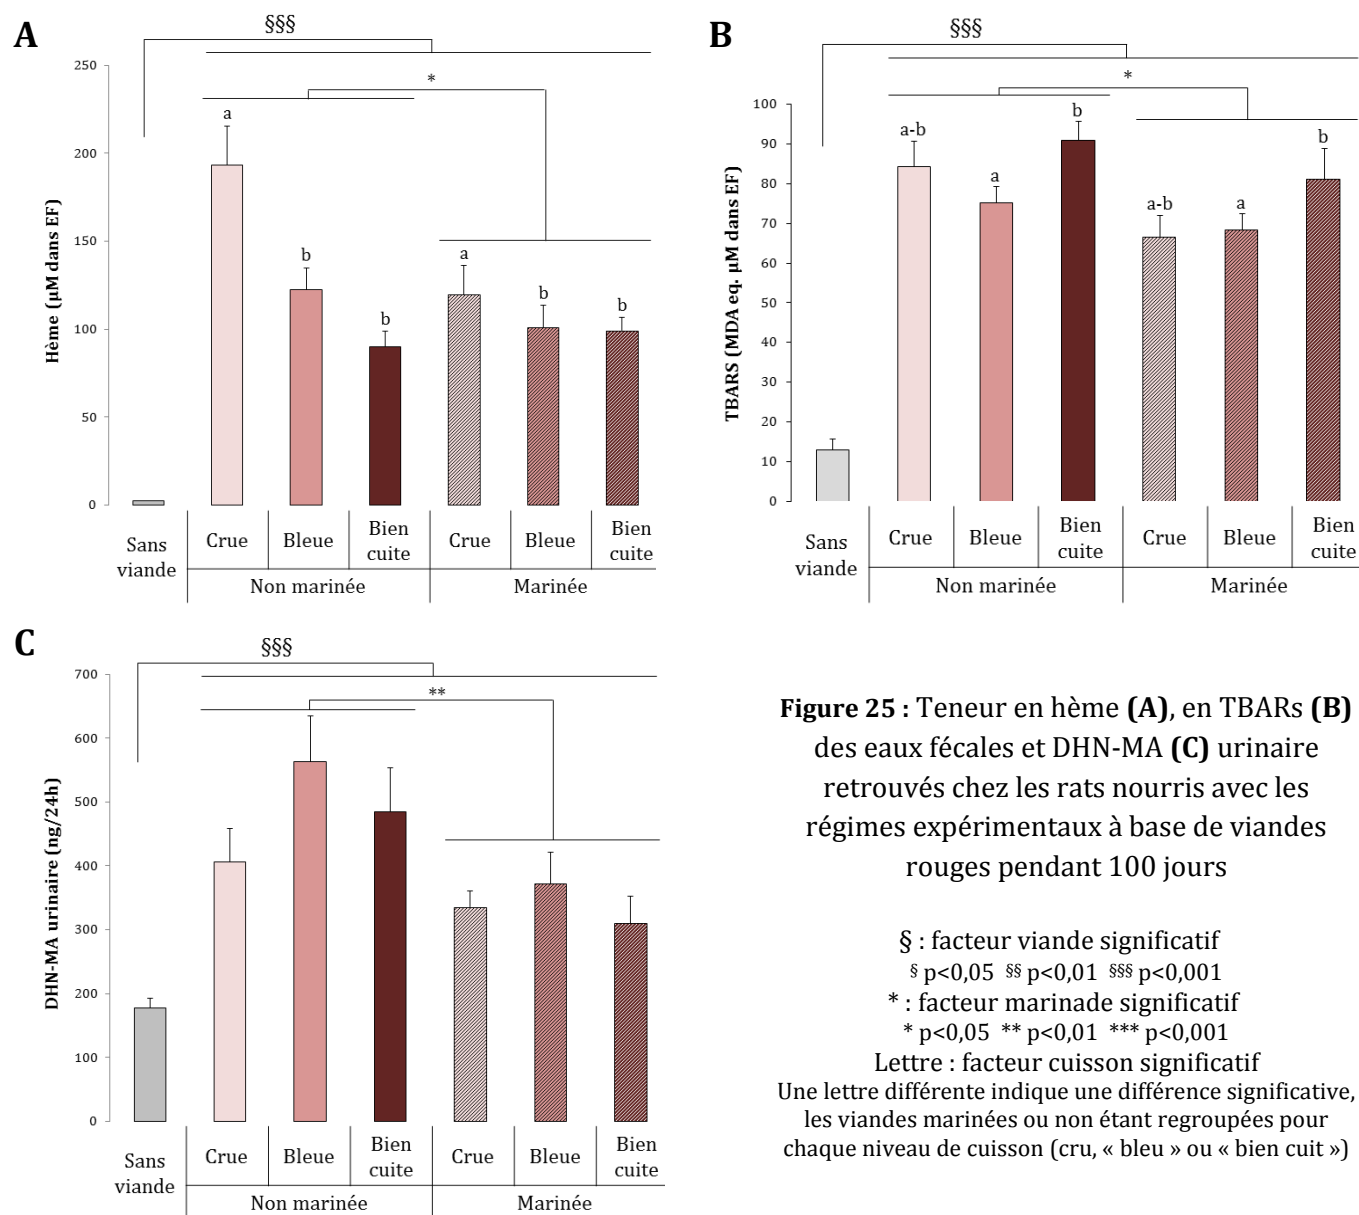 A
§§§
*
Hème (µM dans EF)
250
200
150
100
50
0
a
b
b
a
b
b
Sans viande
Crue
Bleue
Bien cuite
Crue
Bleue
Bien cuite
Non marinée
Marinée
B
§§§
*
TBARS (MDA eq. µM dans EF)
100
90
80
70
60
50
40
30
20
10
0
a-b
a
b
a-b
a
b
Sans viande
Crue
Bleue
Bien cuite
Crue
Bleue
Bien cuite
Non marinée
Marinée
C
§§§
**
DHN-MA urinaire (ng/24h)
700
600
500
400
300
200
100
0
Sans viande
Crue
Bleue
Bien cuite
Crue
Bleue
Bien cuite
Non marinée
Marinée
Figure 25 : Teneur en hème (A), en TBARs (B)
des eaux fécales et DHN-MA (C) urinaire
retrouvés chez les rats nourris avec les
régimes expérimentaux à base de viandes
rouges pendant 100 jours
§ : facteur viande significatif
§ p<0,05 §§ p<0,01 §§§ p<0,001
* : facteur marinade significatif
* p<0,05 ** p<0,01 *** p<0,001
Lettre : facteur cuisson significatif
Une lettre différente indique une différence significative,
les viandes marinées ou non étant regroupées pour
chaque niveau de cuisson (cru, « bleu » ou « bien cuit »)